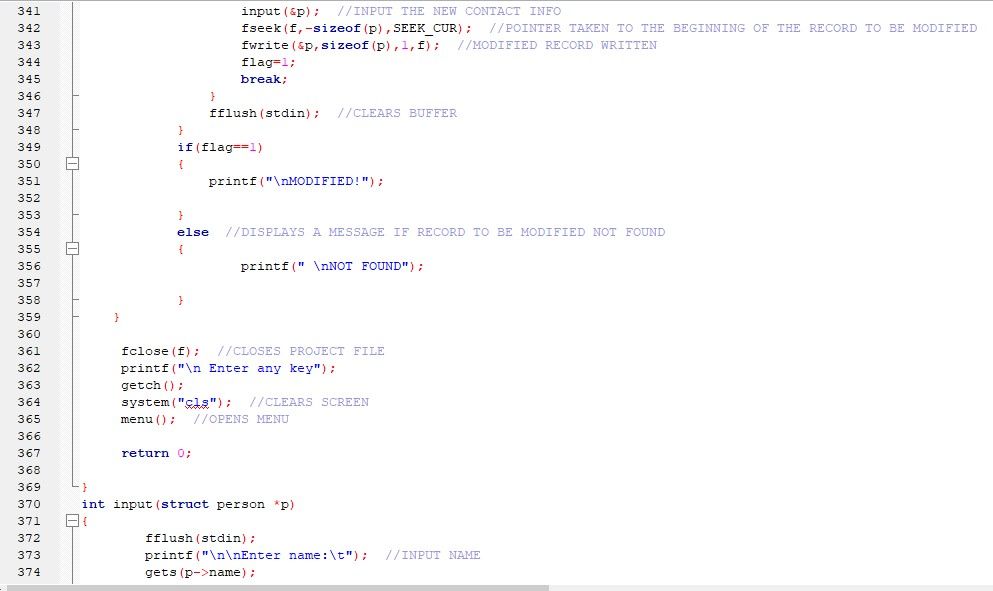 341 input(&p); //INPUT THE NEW CONTACT INFO
342 fseek(f,-sizeof(p),SEEK_CUR); //POINTER TAKEN TO THE BEGINNING OF THE RECORD TO BE MODIFIED
343 fwrite(&p,sizeof(p),1,f); //MODIFIED RECORD WRITTEN
344 flag=1;
345 break;
346 }
347 fflush(stdin); //CLEARS BUFFER
348 }
349 if(flag==1)
350 {
351 printf("\nMODIFIED!");
352
353 }
354 else //DISPLAYS A MESSAGE IF RECORD TO BE MODIFIED NOT FOUND
355 {
356 printf(" \nNOT FOUND");
357
358 }
359 }
360
361 fclose(f); //CLOSES PROJECT FILE
362 printf("\n Enter any key");
363 getch();
364 system("cls"); //CLEARS SCREEN
365 menu(); //OPENS MENU
366
367 return 0;
368
369 }
370 int input(struct person *p)
371 {
372 fflush(stdin);
373 printf("\n\nEnter name:\t"); //INPUT NAME
374 gets(p->name);